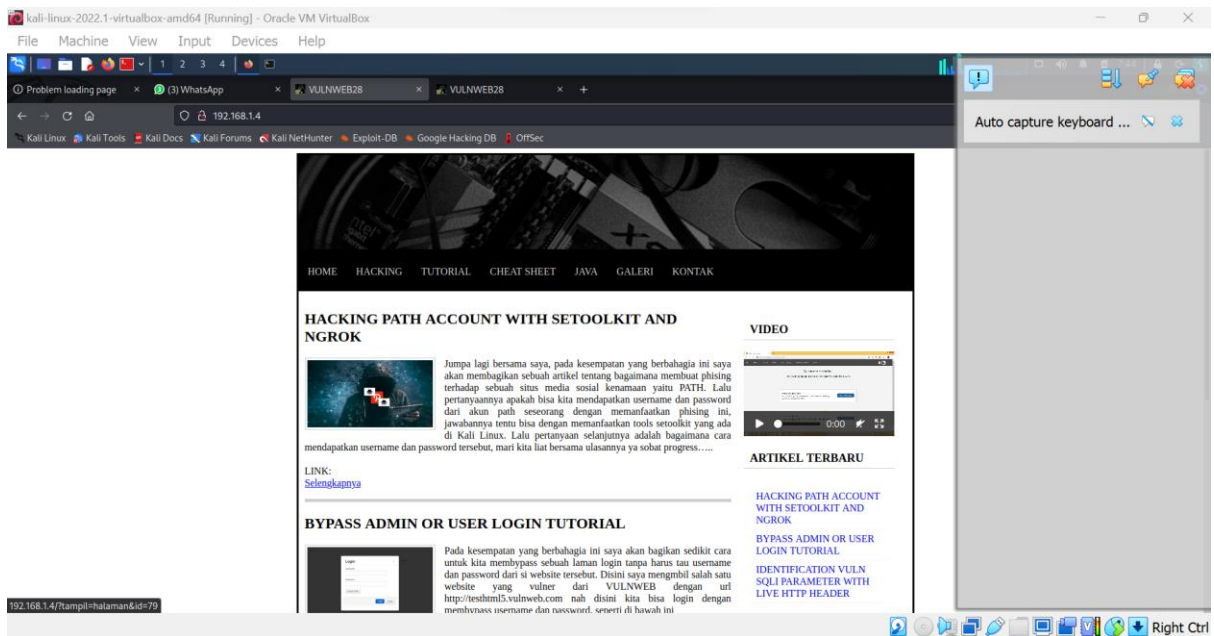 kali-linux-2022.1-virtualbox-amd64 [Running] - Oracle VM VirtualBox
File Machine View Input Devices Help
1 2 3 4
Problem loading page
(3) WhatsApp
VULNWEB28
VULNWEB28
192.168.1.4
Kali Linux Kali Tools Kali Docs Kali Forums Kali NetHunter Exploit-DB Google Hacking DB OffSec
Auto capture keyboard ...
HOME HACKING TUTORIAL CHEAT SHEET JAVA GALERI KONTAK
HACKING PATH ACCOUNT WITH SETOOLKIT AND
NGROK
Jumpa lagi bersama saya, pada kesempatan yang berbahagia ini saya
akan membagikan sebuah artikel tentang bagaimana membuat phising
terhadap sebuah situs media sosial kenamaan yaitu PATH. Lalu
pertanyaannya apakah bisa kita mendapatkan username dan password
dari akun path seseorang dengan memanfaatkan phising ini,
jawabannya tentu bisa dengan memanfaatkan tools setoolkit yang ada
di Kali Linux. Lalu pertanyaan selanjutnya adalah bagaimana cara
mendapatkan username dan password tersebut, mari kita liat bersama ulasannya ya sobat progress…..
LINK:
Selengkapnya
BYPASS ADMIN OR USER LOGIN TUTORIAL
Login
Pada kesempatan yang berbahagia ini saya akan bagikan sedikit cara
untuk kita membypass sebuah laman login tanpa harus tau username
dan password dari si website tersebut. Disini saya mengmbil salah satu
website yang vulner dari VULNWEB dengan url
http://testhtml5.vulnweb.com nah disini kita bisa login dengan
membypass username dan password, seperti di bawah ini
VIDEO
0:00
ARTIKEL TERBARU
HACKING PATH ACCOUNT
WITH SETOOLKIT AND
NGROK
BYPASS ADMIN OR USER
LOGIN TUTORIAL
IDENTIFICATION VULN
SQLI PARAMETER WITH
LIVE HTTP HEADER
192.168.1.4/?tampil=halaman&id=79
Right Ctrl